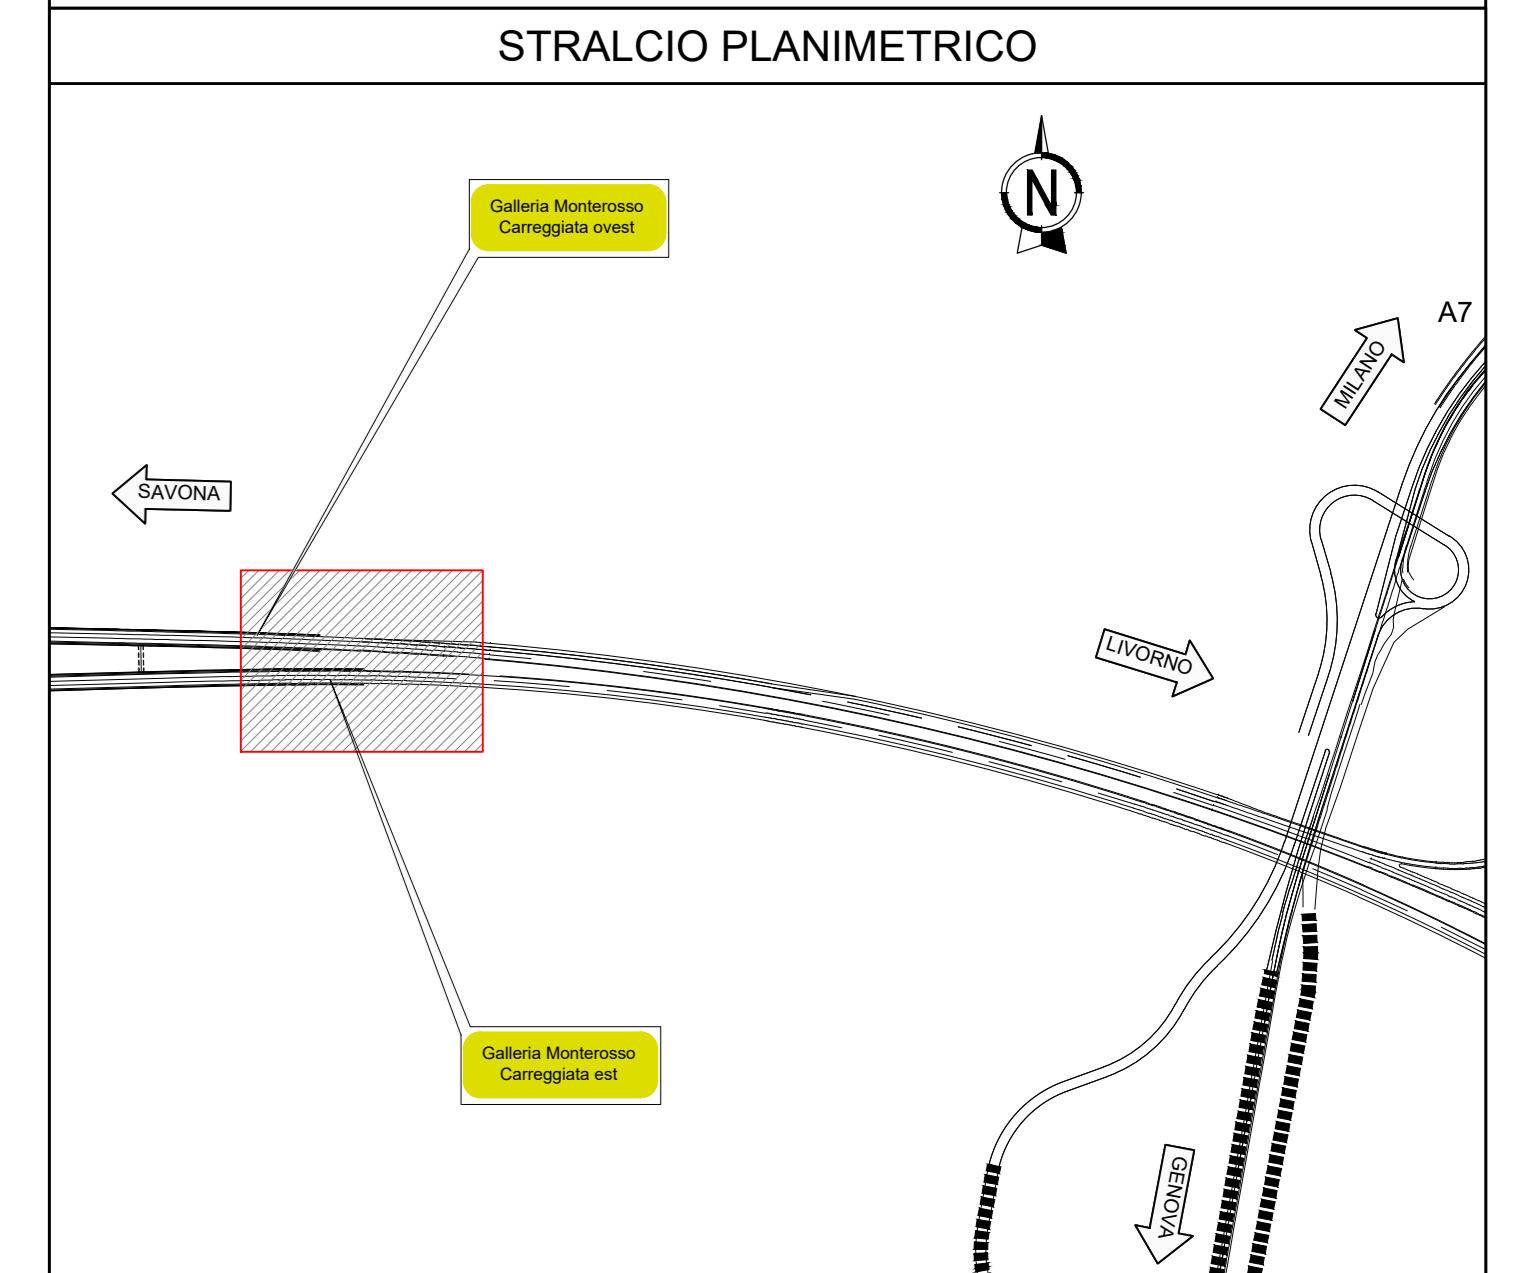 STRALCIO PLANIMETRICO
N
Galleria Monterosso
Carreggiata ovest
A7
MILANO
SAVONA
LIVORNO
Galleria Monterosso
Carreggiata est
GENOVA